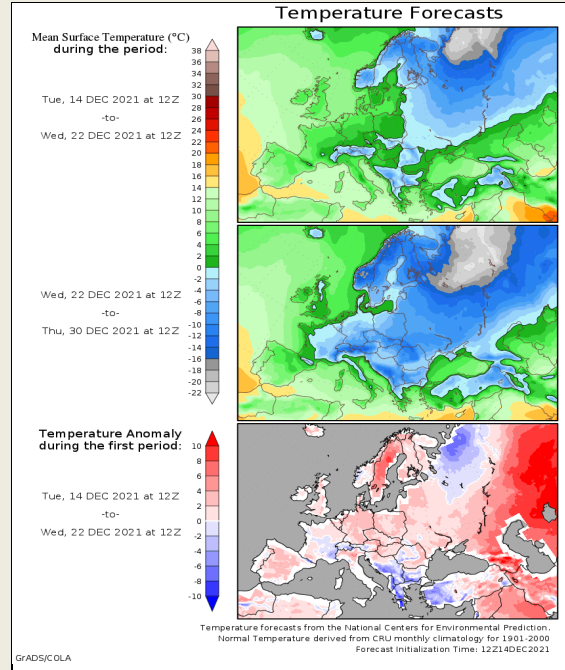 Temperature Forecasts
Mean Surface Temperature (°C)
during the period:
Tue, 14 DEC 2021 at 12Z
-to-
Wed, 22 DEC 2021 at 12Z
38
36
34
32
30
28
26
24
22
20
18
16
14
12
10
8
6
4
2
0
-2
-4
-6
-8
-10
-12
-14
-16
-18
-20
-22
Wed, 22 DEC 2021 at 12Z
-to-
Thu, 30 DEC 2021 at 12Z
Temperature Anomaly
during the first period:
Tue, 14 DEC 2021 at 12Z
-to-
Wed, 22 DEC 2021 at 12Z
10
8
6
4
2
0
-2
-4
-6
-8
-10
Temperature forecasts from the National Centers for Environmental Prediction.
Normal Temperature derived from CRU monthly climatology for 1901-2000
Forecast Initialization Time: 12Z14DEC2021
GrADS/COLA